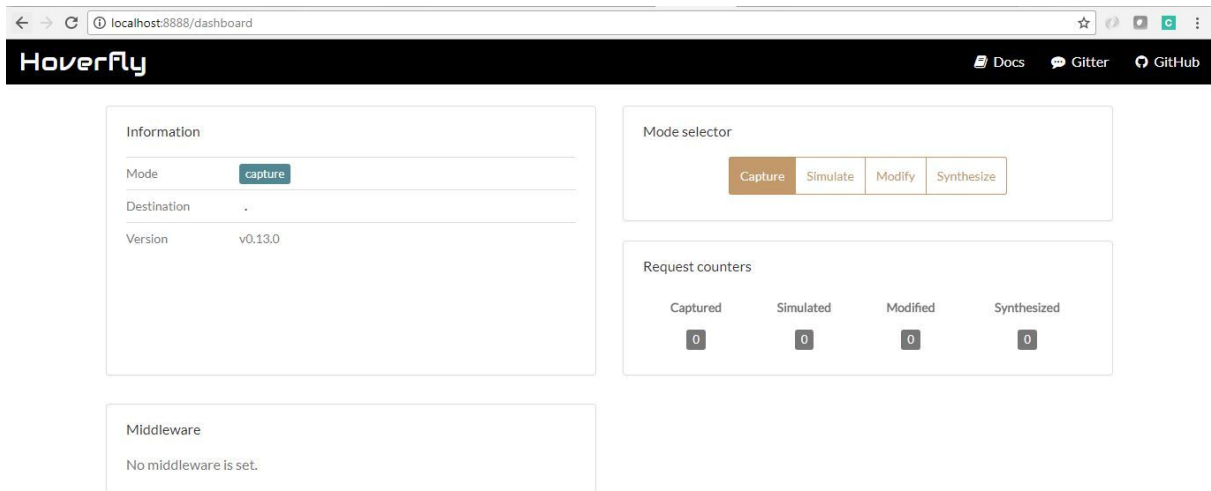 localhost:8888/dashboard
C
Hoverfly
Docs Gitter GitHub
Information
Mode capture
Destination .
Version v0.13.0
Mode selector
Capture Simulate Modify Synthesize
Request counters
Captured Simulated Modified Synthesized
0 0 0 0
Middleware
No middleware is set.